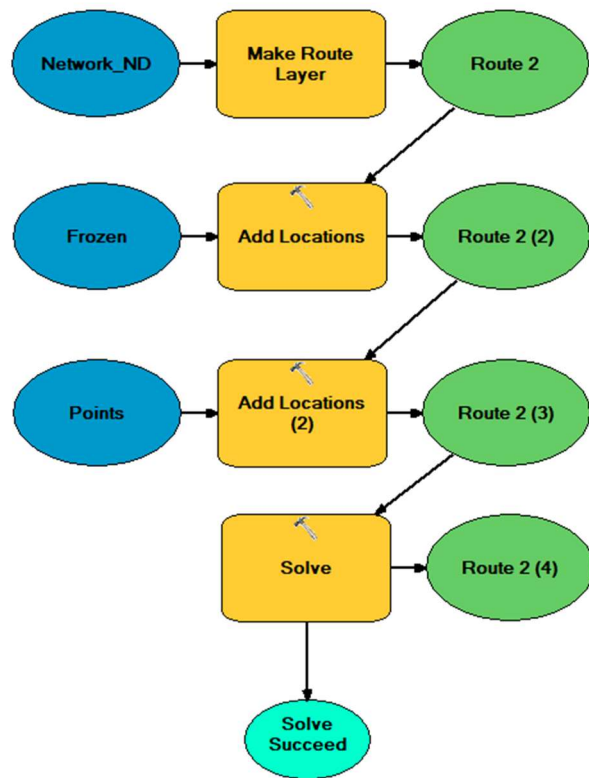 Network_ND
Make Route
Layer
Route 2
Frozen
Add Locations
Route 2 (2)
Points
Add Locations
(2)
Route 2 (3)
Solve
Route 2 (4)
Solve
Succeed